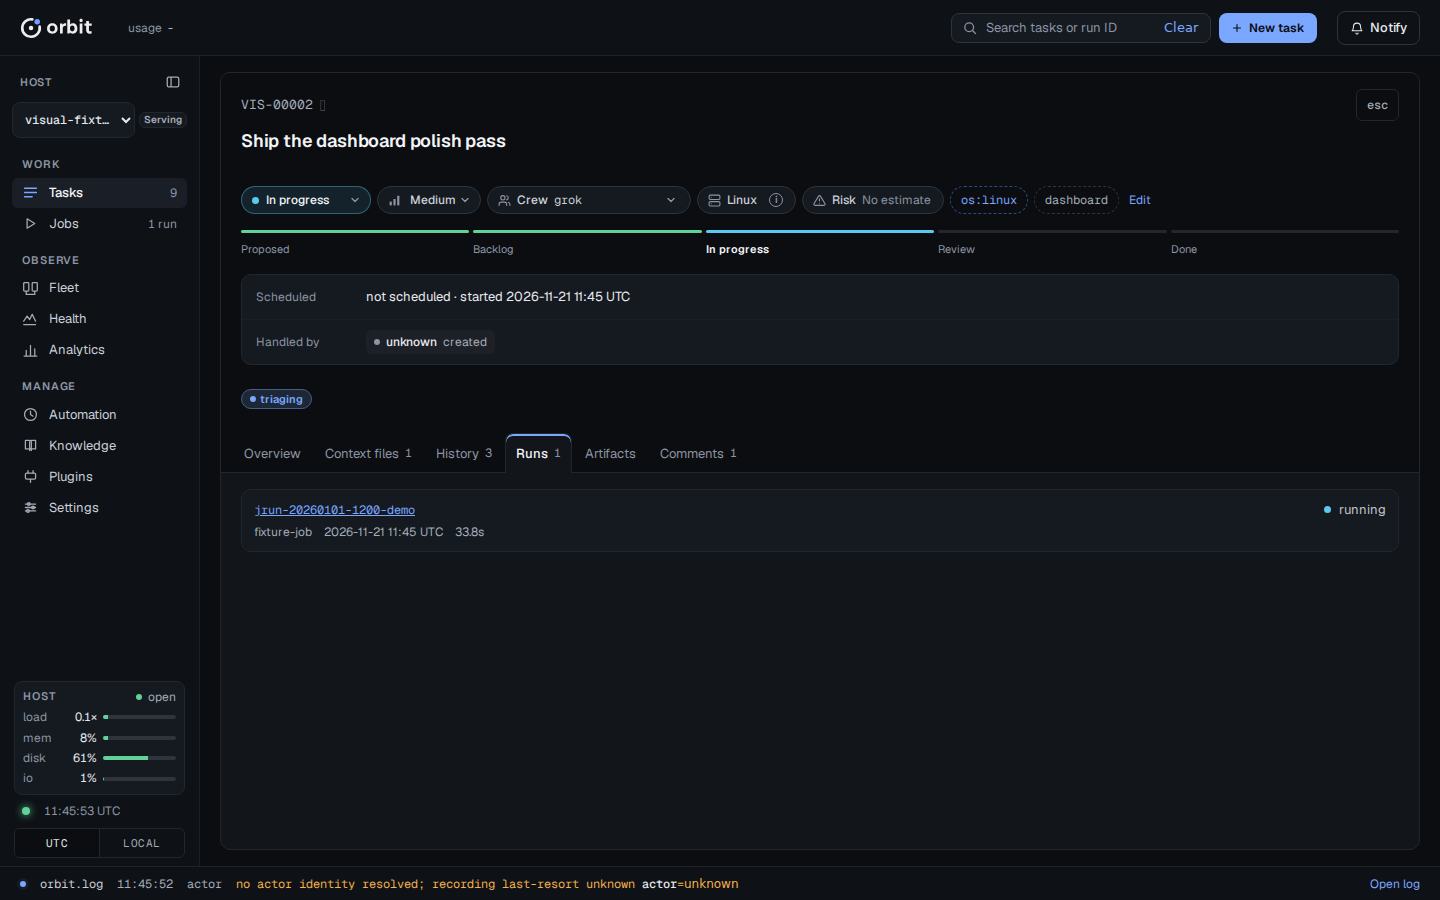 orbit
usage -
Search tasks or run ID
Clear
+ New task
Notify
HOST
visual-fixt…
Serving
WORK
Tasks 9
Jobs 1 run
OBSERVE
Fleet
Health
Analytics
MANAGE
Automation
Knowledge
Plugins
Settings
HOST open
load 0.1×
mem 8%
disk 61%
io 1%
11:45:53 UTC
UTC LOCAL
VIS-00002
esc
Ship the dashboard polish pass
In progress
Medium
Crew grok
Linux
Risk No estimate
os:linux
dashboard
Edit
Proposed
Backlog
In progress
Review
Done
Scheduled not scheduled · started 2026-11-21 11:45 UTC
Handled by unknown created
triaging
Overview
Context files 1
History 3
Runs 1
Artifacts
Comments 1
jrun-20260101-1200-demo
running
fixture-job 2026-11-21 11:45 UTC 33.8s
orbit.log 11:45:52 actor no actor identity resolved; recording last-resort unknown actor=unknown
Open log